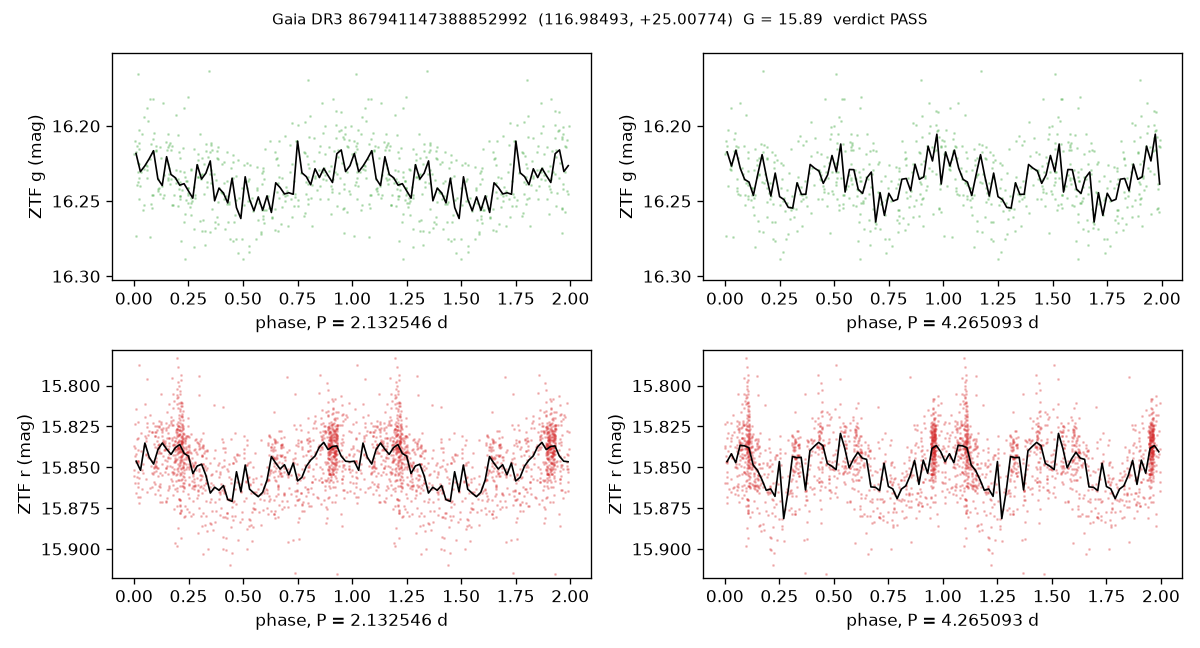 Gaia DR3 867941147388852992 (116.98493, +25.00774) G = 15.89 verdict PASS
ZTF g (mag)
16.20
16.25
16.30
0.00 0.25 0.50 0.75 1.00 1.25 1.50 1.75 2.00
phase, P = 2.132546 d
ZTF g (mag)
16.20
16.25
16.30
0.00 0.25 0.50 0.75 1.00 1.25 1.50 1.75 2.00
phase, P = 4.265093 d
ZTF r (mag)
15.800
15.825
15.850
15.875
15.900
0.00 0.25 0.50 0.75 1.00 1.25 1.50 1.75 2.00
phase, P = 2.132546 d
ZTF r (mag)
15.800
15.825
15.850
15.875
15.900
0.00 0.25 0.50 0.75 1.00 1.25 1.50 1.75 2.00
phase, P = 4.265093 d